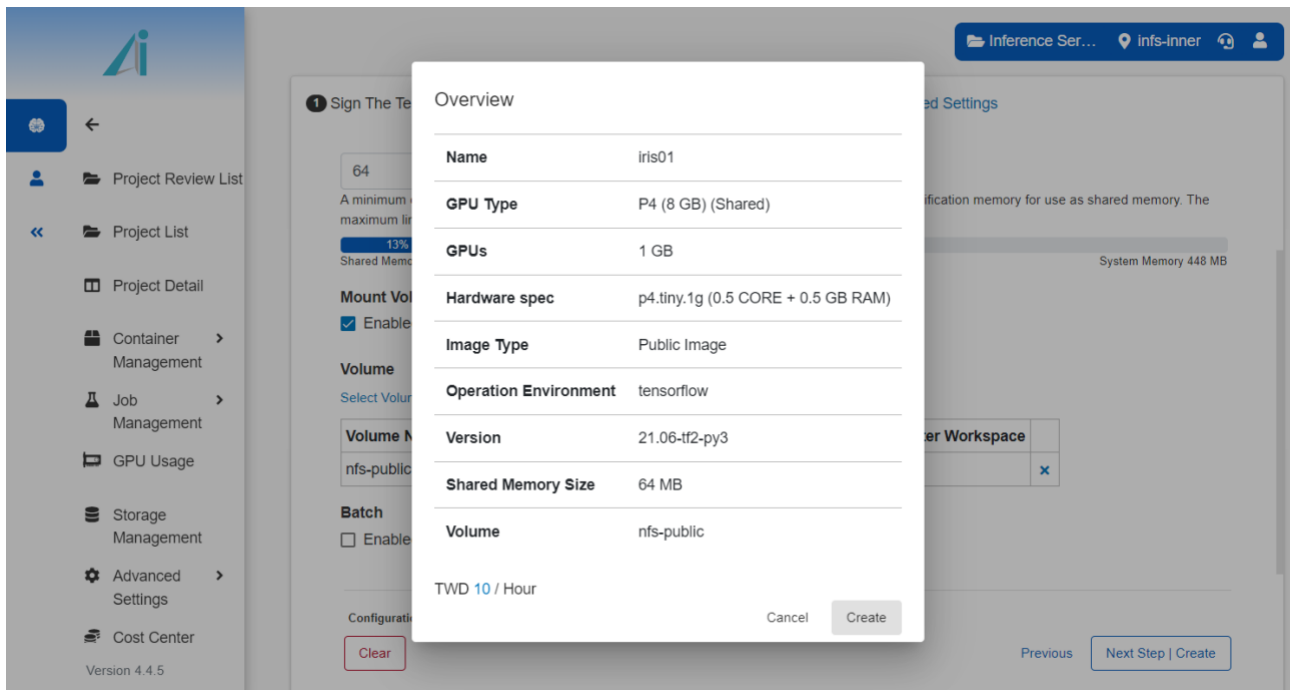 Ai
Inference Ser...
infs-inner
Project Review List
Project List
Project Detail
Container
Management
Job
Management
GPU Usage
Storage
Management
Advanced
Settings
Cost Center
Version 4.4.5
1 Sign The Te
ed Settings
64
A minimum
ification memory for use as shared memory. The
maximum lir
13%
Shared Memo
System Memory 448 MB
Mount Vol
Enable
Volume
Select Volur
Volume N
er Workspace
nfs-public
Batch
Enable
Configurati
Clear
Previous
Next Step | Create
Overview
Name iris01
GPU Type P4 (8 GB) (Shared)
GPUs 1 GB
Hardware spec p4.tiny.1g (0.5 CORE + 0.5 GB RAM)
Image Type Public Image
Operation Environment tensorflow
Version 21.06-tf2-py3
Shared Memory Size 64 MB
Volume nfs-public
TWD 10 / Hour
Cancel
Create